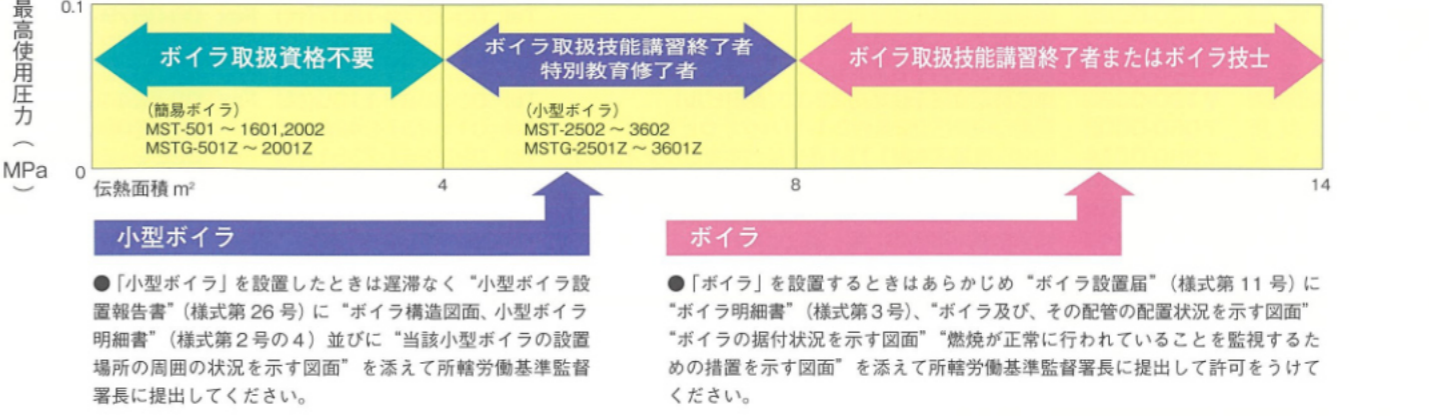 最高使用圧力(MPa)
0.1
ボイラ取扱資格不要
ボイラ取扱技能講習終了者
特別教育修了者
ボイラ取扱技能講習終了者またはボイラ技士
(簡易ボイラ)
MST-501 ～ 1601,2002
MSTG-501Z ～ 2001Z
(小型ボイラ)
MST-2502 ～ 3602
MSTG-2501Z ～ 3601Z
0
伝熱面積 m²
4
8
14
小型ボイラ
●「小型ボイラ」を設置したときは遅滞なく“小型ボイラ設
置報告書”(様式第26号)に“ボイラ構造図面、小型ボイラ
明細書”(様式第2号の4)並びに“当該小型ボイラの設置
場所の周囲の状況を示す図面”を添えて所轄労働基準監督
署長に提出してください。
ボイラ
●「ボイラ」を設置するときはあらかじめ“ボイラ設置届”(様式第11号)に
“ボイラ明細書”(様式第3号)、“ボイラ及び、その配管の配置状況を示す図面”
“ボイラの据付状況を示す図面”“燃焼が正常に行われていることを監視するた
めの措置を示す図面”を添えて所轄労働基準監督署長に提出して許可をうけて
ください。